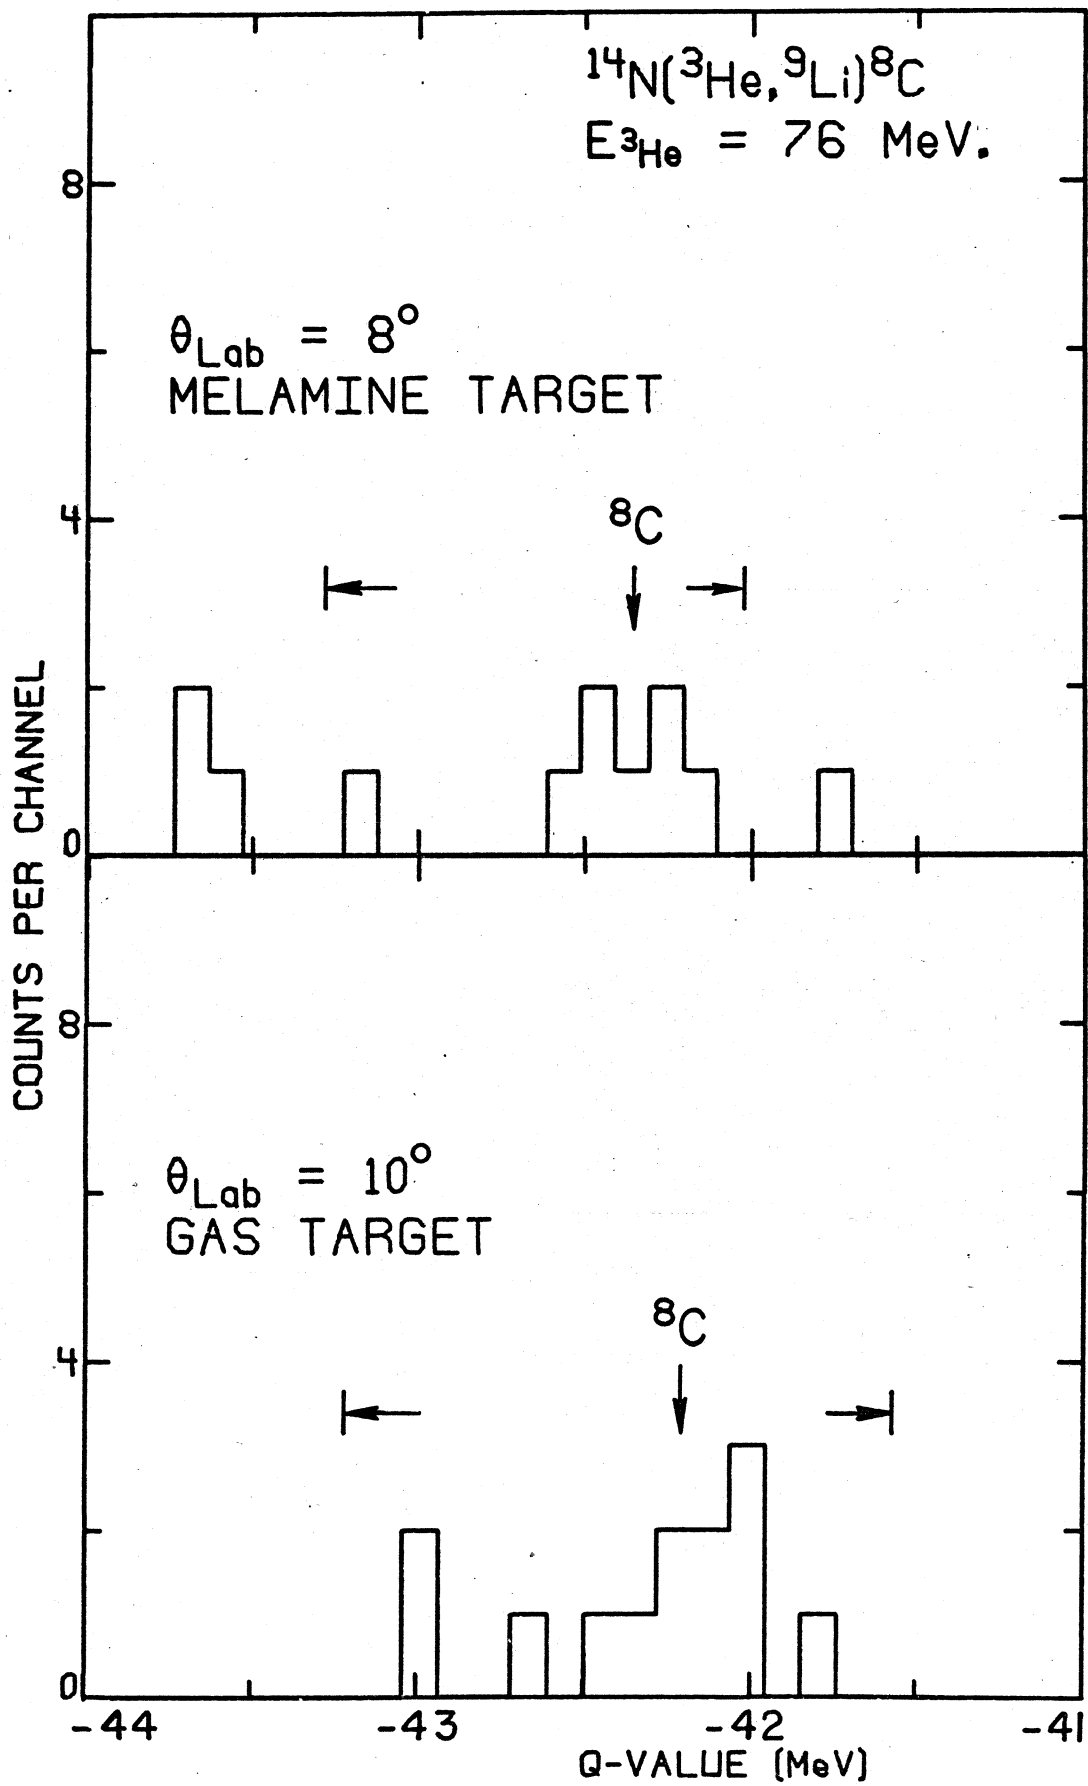 ¹⁴N(³He,⁹Li)⁸C
E³He = 76 MeV.
8
θLab = 8°
MELAMINE TARGET
4
⁸C
0
COUNTS PER CHANNEL
8
θLab = 10°
GAS TARGET
⁸C
4
0
-44 -43 -42 -41
Q-VALUE (MeV)